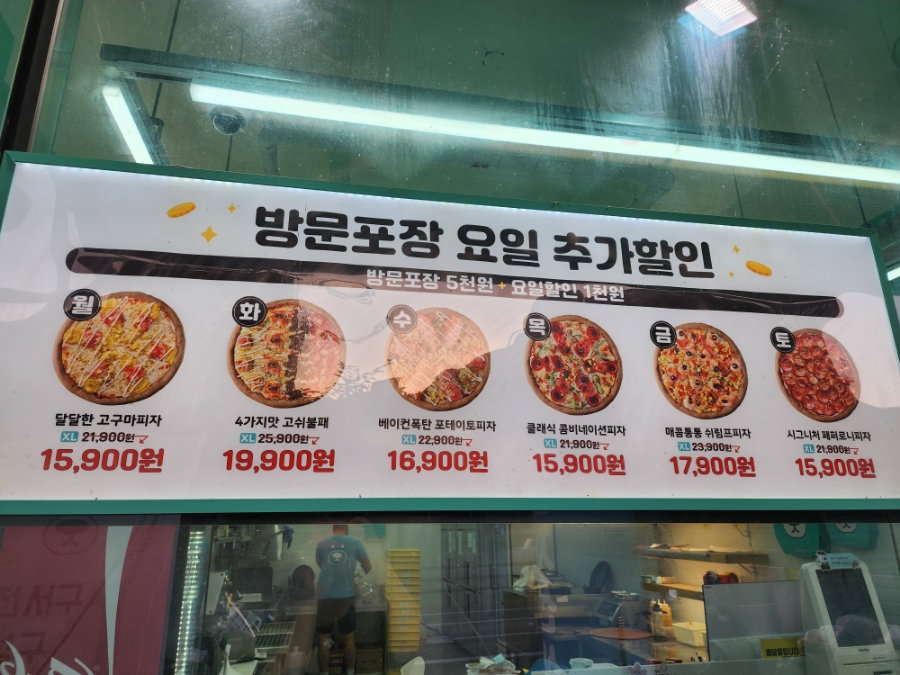 방문포장 요일 추가할인
방문포장 5천원 + 요일할인 1천원
월
화
수
목
금
토
달달한 고구마피자
XL 21,900원
15,900원
4가지맛 고쉬불패
XL 25,900원
19,900원
베이컨폭탄 포테이토피자
XL 22,900원
16,900원
클래식 콤비네이션피자
XL 21,900원
15,900원
매콤통통 쉬림프피자
XL 23,900원
17,900원
시그니처 페퍼로니피자
XL 21,900원
15,900원